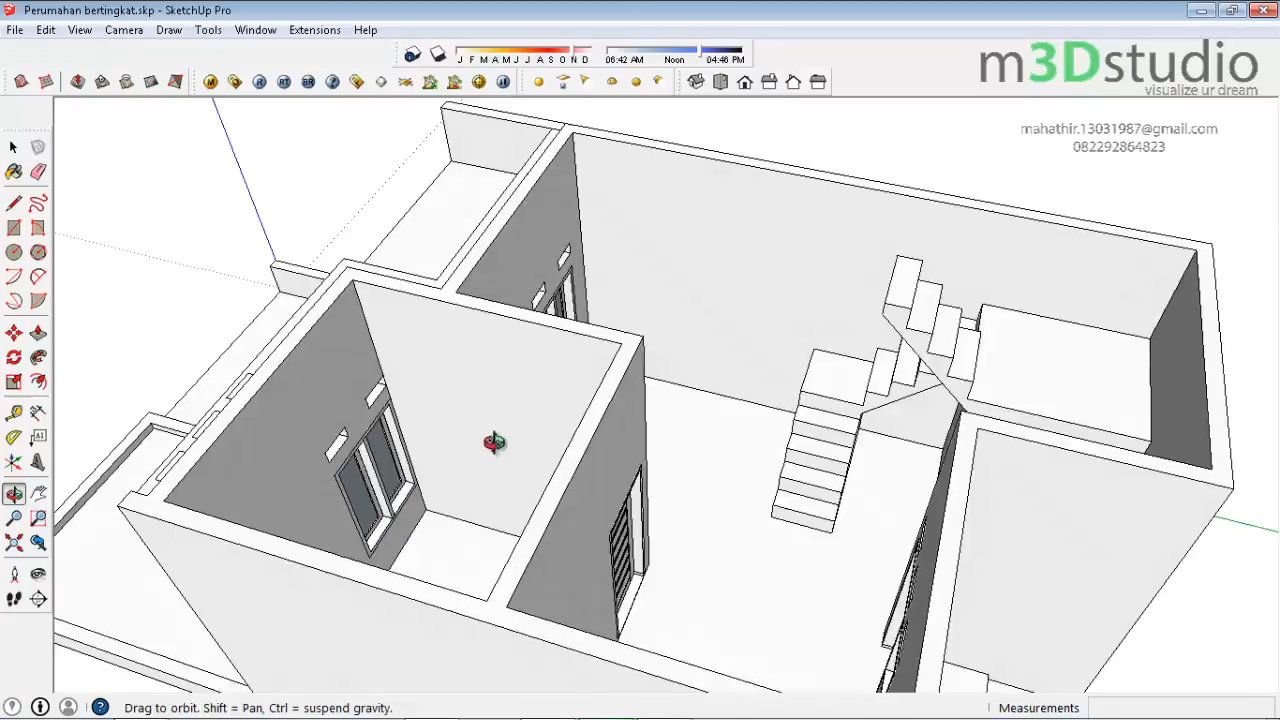 Perumahan bertingkat.skp - SketchUp Pro
File Edit View Camera Draw Tools Window Extensions Help
J F M A M J J A S O N D 06:42 AM Noon 04:46 PM
m3Dstudio
visualize ur dream
mahathir.13031987@gmail.com
082292864823
Drag to orbit. Shift = Pan, Ctrl = suspend gravity. Measurements